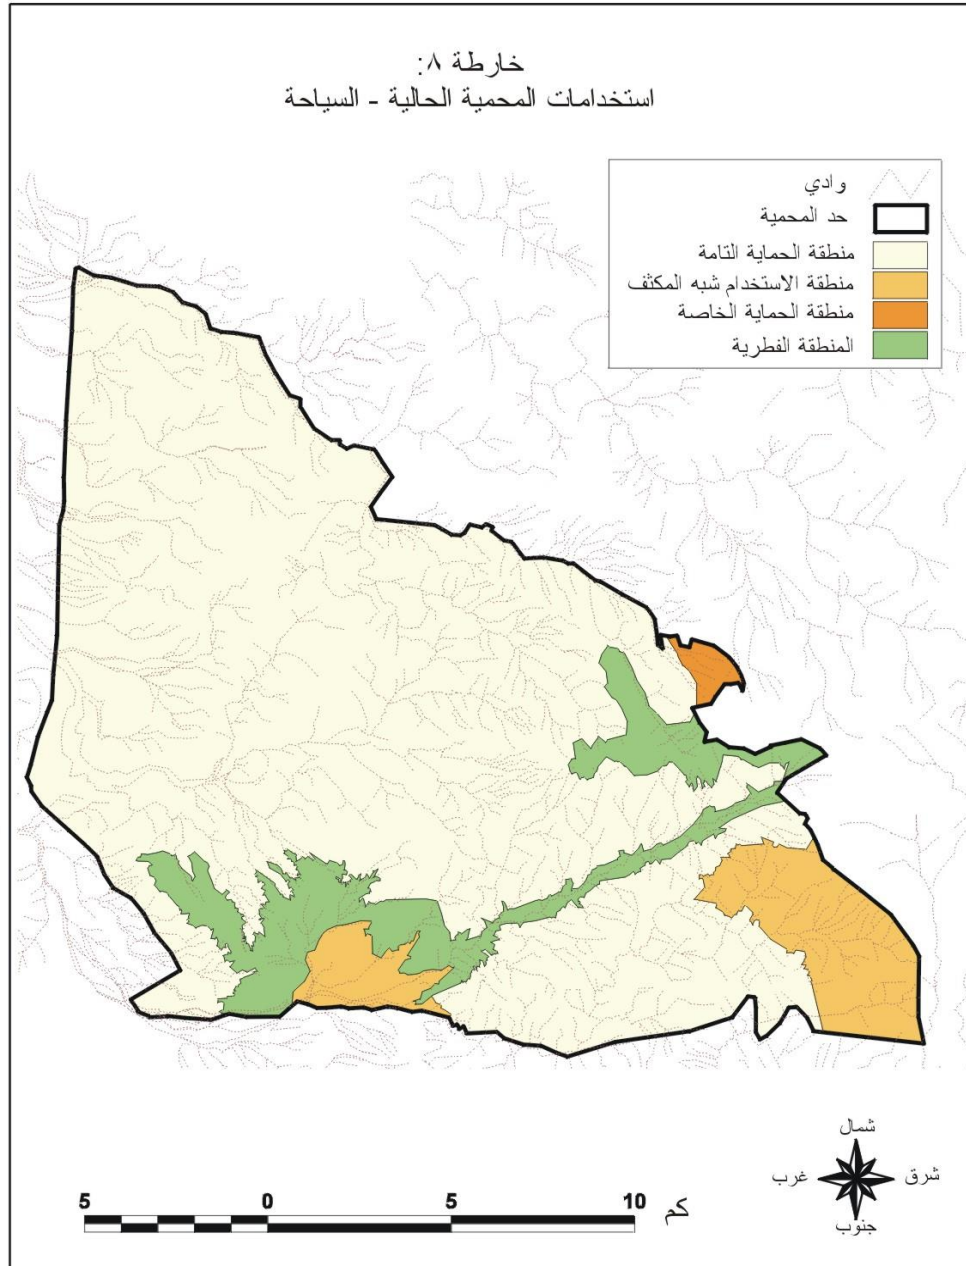 خارطة ٨:
استخدامات المحمية الحالية - السياحة
وادي
حد المحمية
منطقة الحماية التامة
منطقة الاستخدام شبه المكثف
منطقة الحماية الخاصة
المنطقة الفطرية
شمال
شرق
غرب
جنوب
5 0 5 10 كم